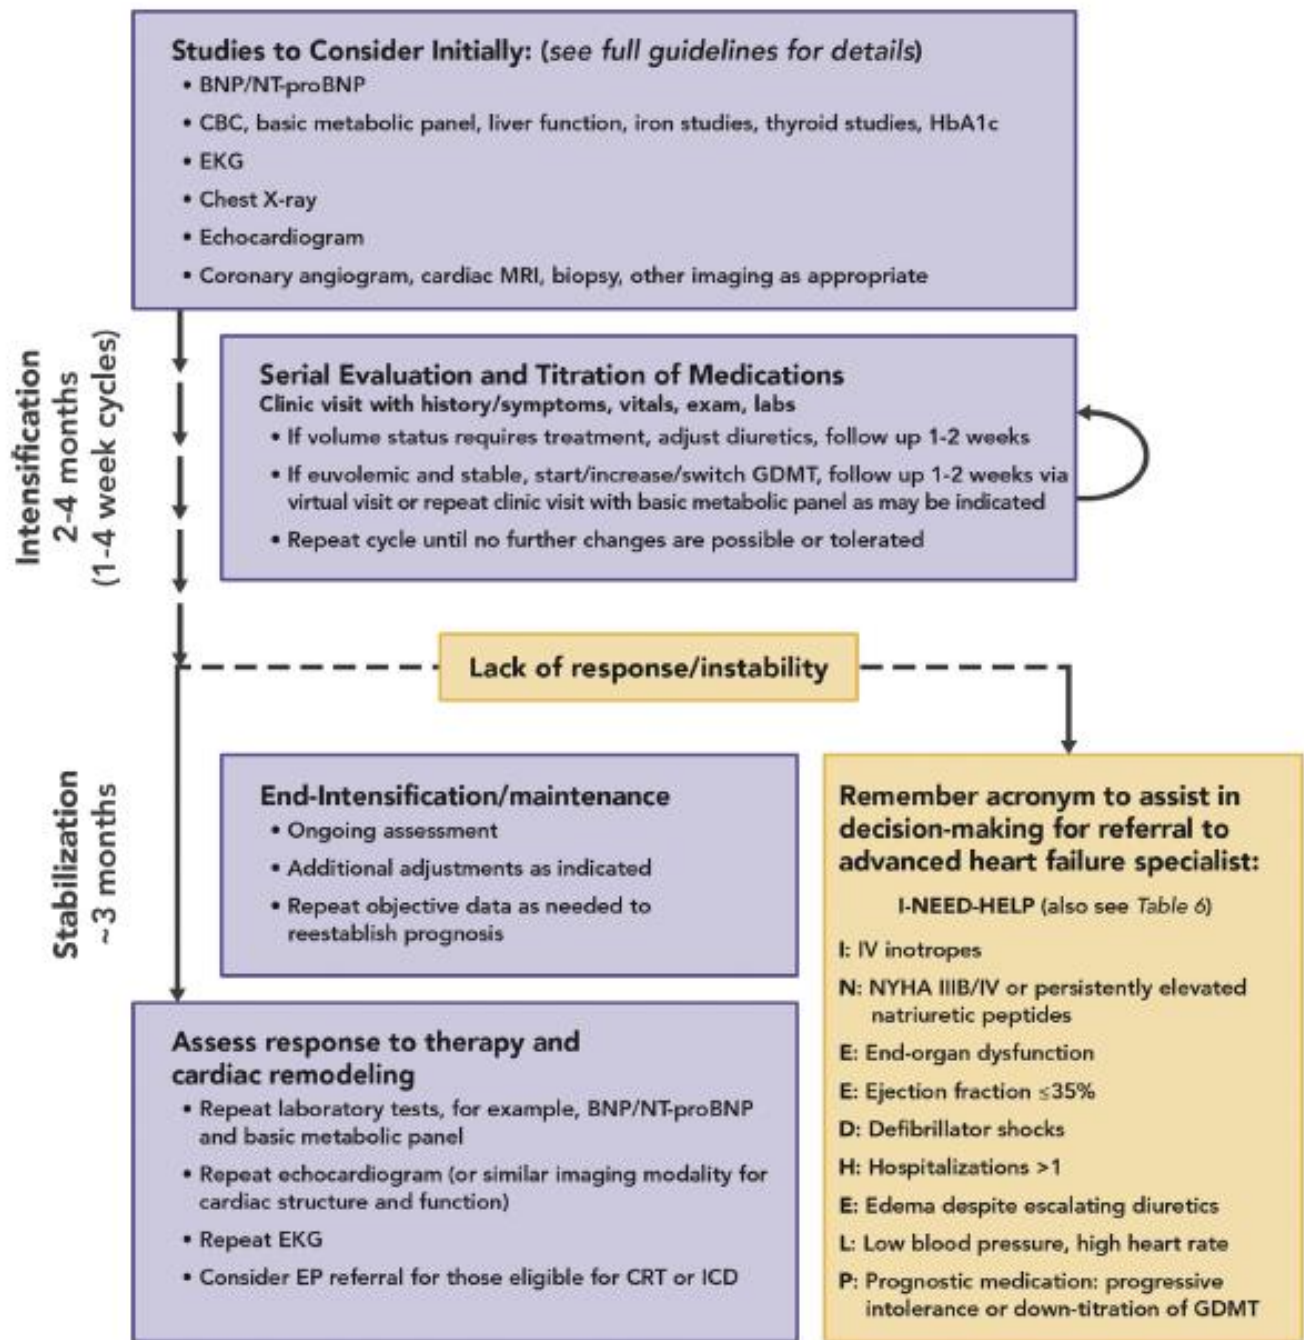 Studies to Consider Initially: (see full guidelines for details)
• BNP/NT-proBNP
• CBC, basic metabolic panel, liver function, iron studies, thyroid studies, HbA1c
• EKG
• Chest X-ray
• Echocardiogram
• Coronary angiogram, cardiac MRI, biopsy, other imaging as appropriate
Intensification
2-4 months
(1-4 week cycles)
Serial Evaluation and Titration of Medications
Clinic visit with history/symptoms, vitals, exam, labs
• If volume status requires treatment, adjust diuretics, follow up 1-2 weeks
• If euvolemic and stable, start/increase/switch GDMT, follow up 1-2 weeks via
virtual visit or repeat clinic visit with basic metabolic panel as may be indicated
• Repeat cycle until no further changes are possible or tolerated
Lack of response/instability
Stabilization
~3 months
End-Intensification/maintenance
• Ongoing assessment
• Additional adjustments as indicated
• Repeat objective data as needed to
reestablish prognosis
Assess response to therapy and
cardiac remodeling
• Repeat laboratory tests, for example, BNP/NT-proBNP
and basic metabolic panel
• Repeat echocardiogram (or similar imaging modality for
cardiac structure and function)
• Repeat EKG
• Consider EP referral for those eligible for CRT or ICD
Remember acronym to assist in
decision-making for referral to
advanced heart failure specialist:
I-NEED-HELP (also see Table 6)
I: IV inotropes
N: NYHA IIIB/IV or persistently elevated
natriuretic peptides
E: End-organ dysfunction
E: Ejection fraction ≤35%
D: Defibrillator shocks
H: Hospitalizations >1
E: Edema despite escalating diuretics
L: Low blood pressure, high heart rate
P: Prognostic medication: progressive
intolerance or down-titration of GDMT